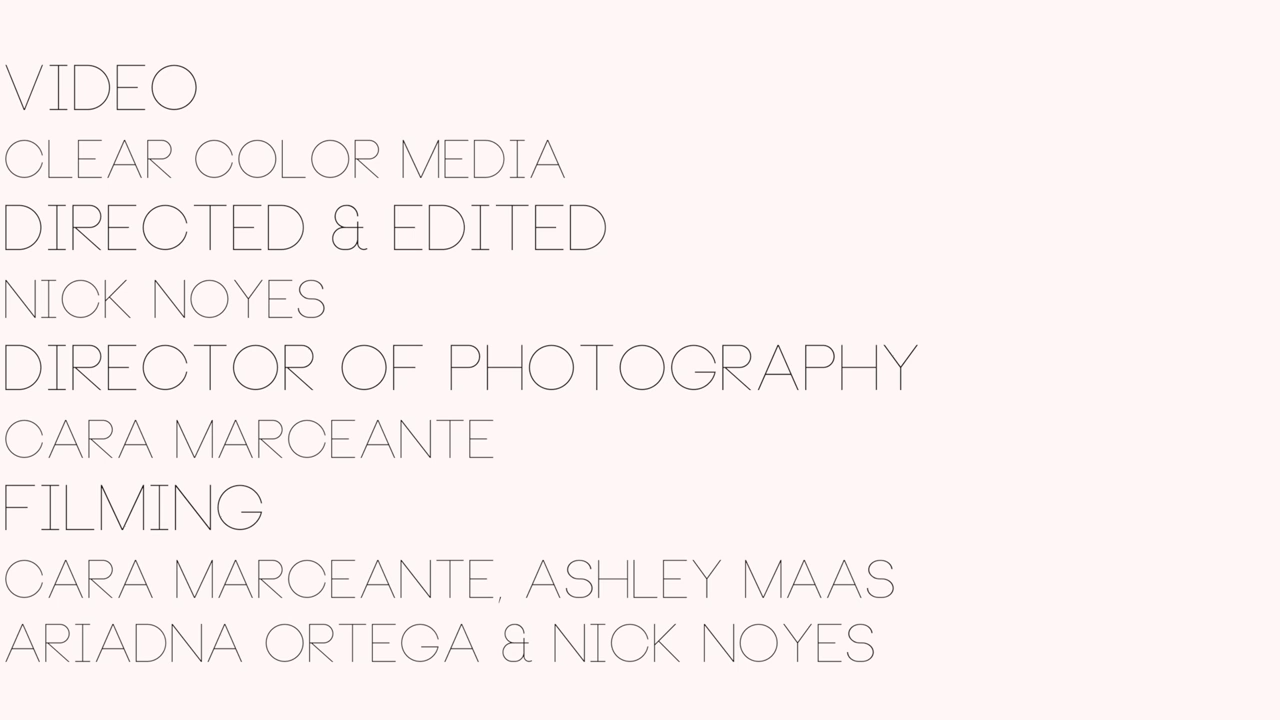 VIDEO
CLEAR COLOR MEDIA
DIRECTED & EDITED
NICK NOYES
DIRECTOR OF PHOTOGRAPHY
CARA MARCEANTE
FILMING
CARA MARCEANTE, ASHLEY MAAS
ARIADNA ORTEGA & NICK NOYES